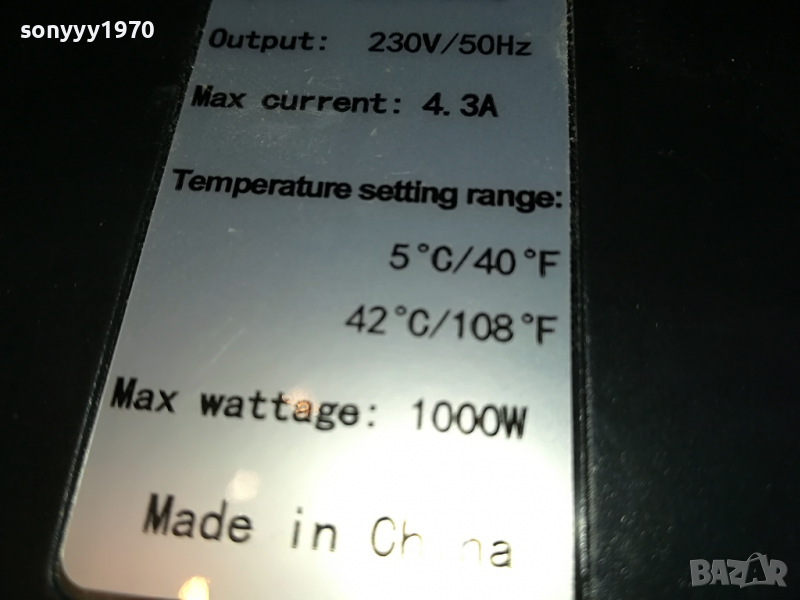 sonyyy1970
Output: 230V/50Hz
Max current: 4.3A
Temperature setting range:
5°C/40°F
42°C/108°F
Max wattage: 1000W
Made in China
BAZAR